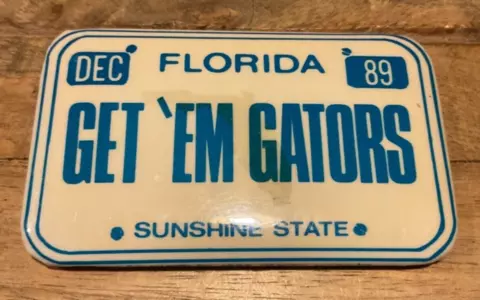 DEC FLORIDA 89
GET 'EM GATORS
SUNSHINE STATE